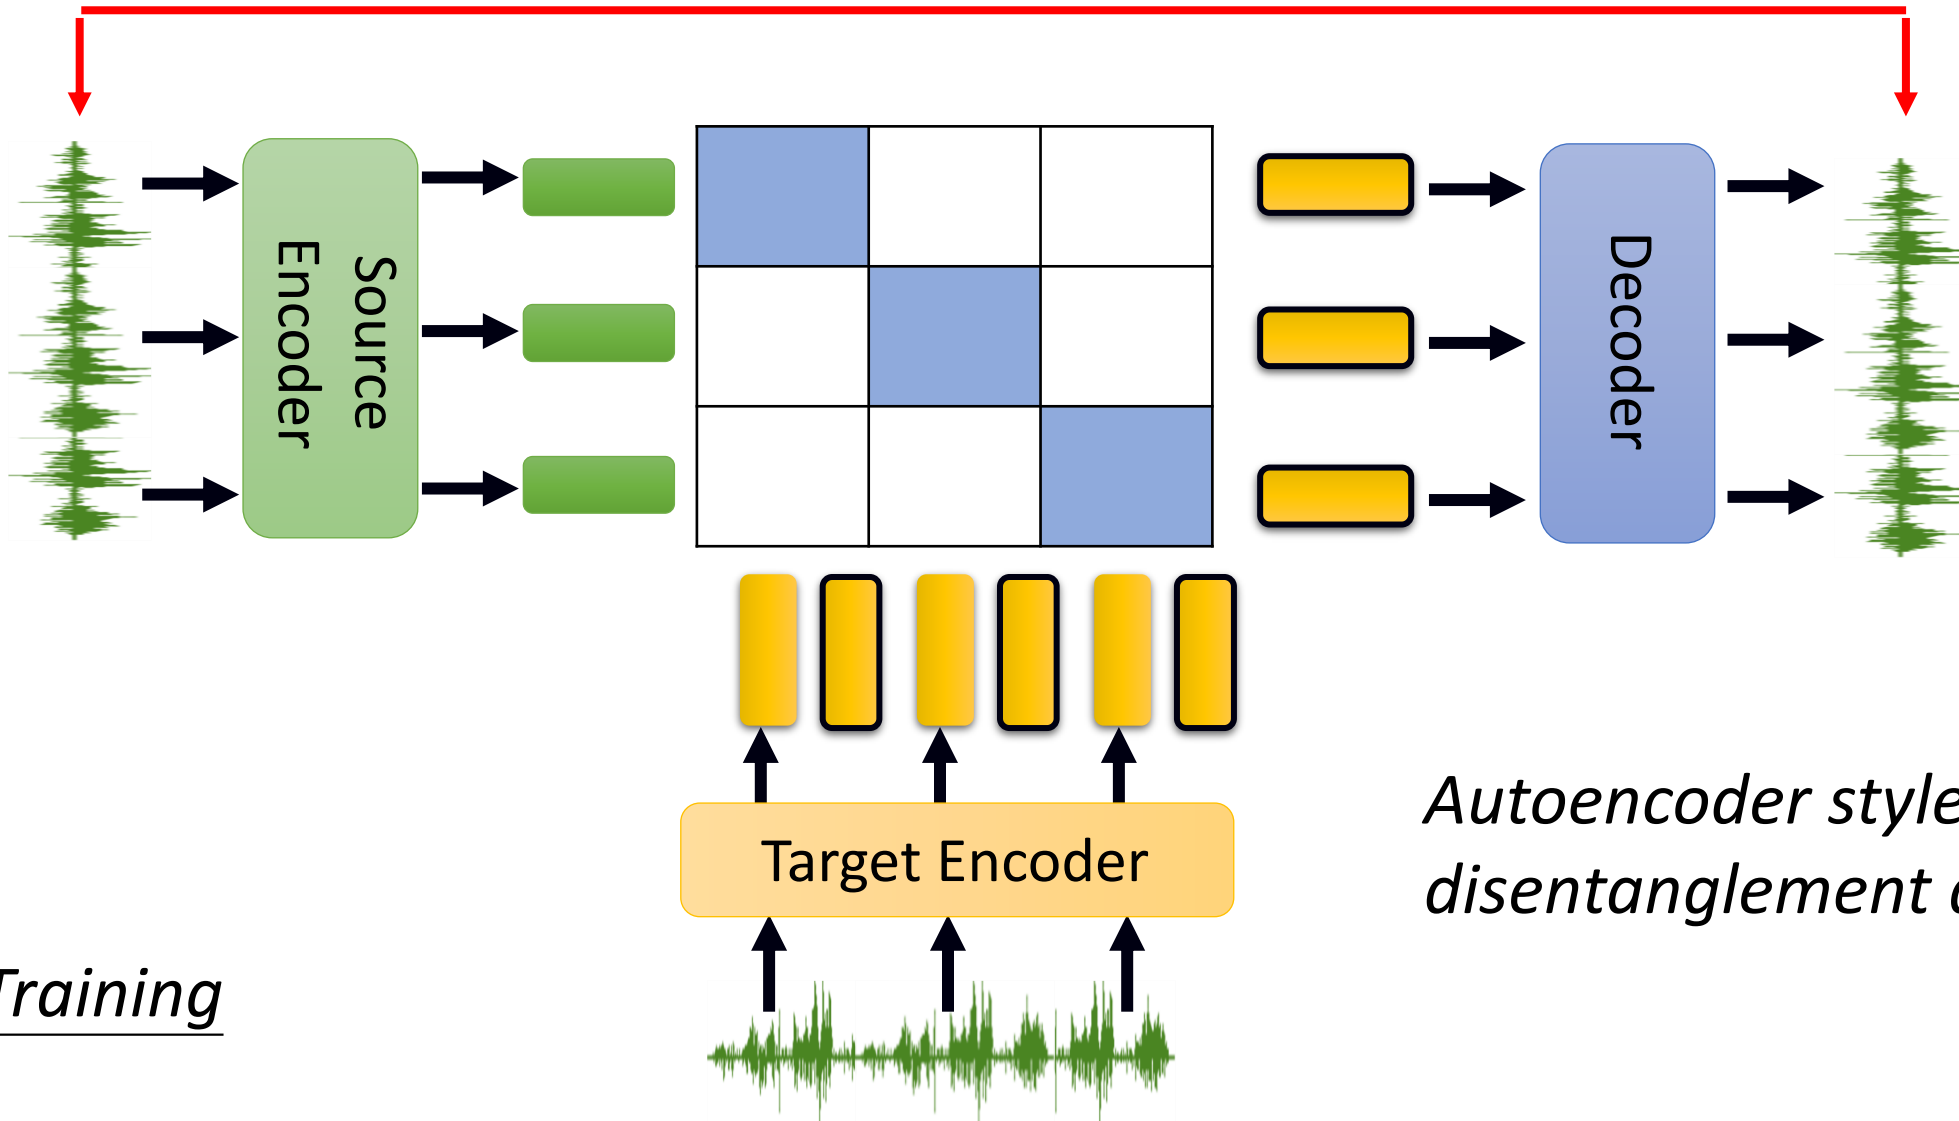 Source
Encoder
Decoder
Target Encoder
Autoencoder style
disentanglement
Training